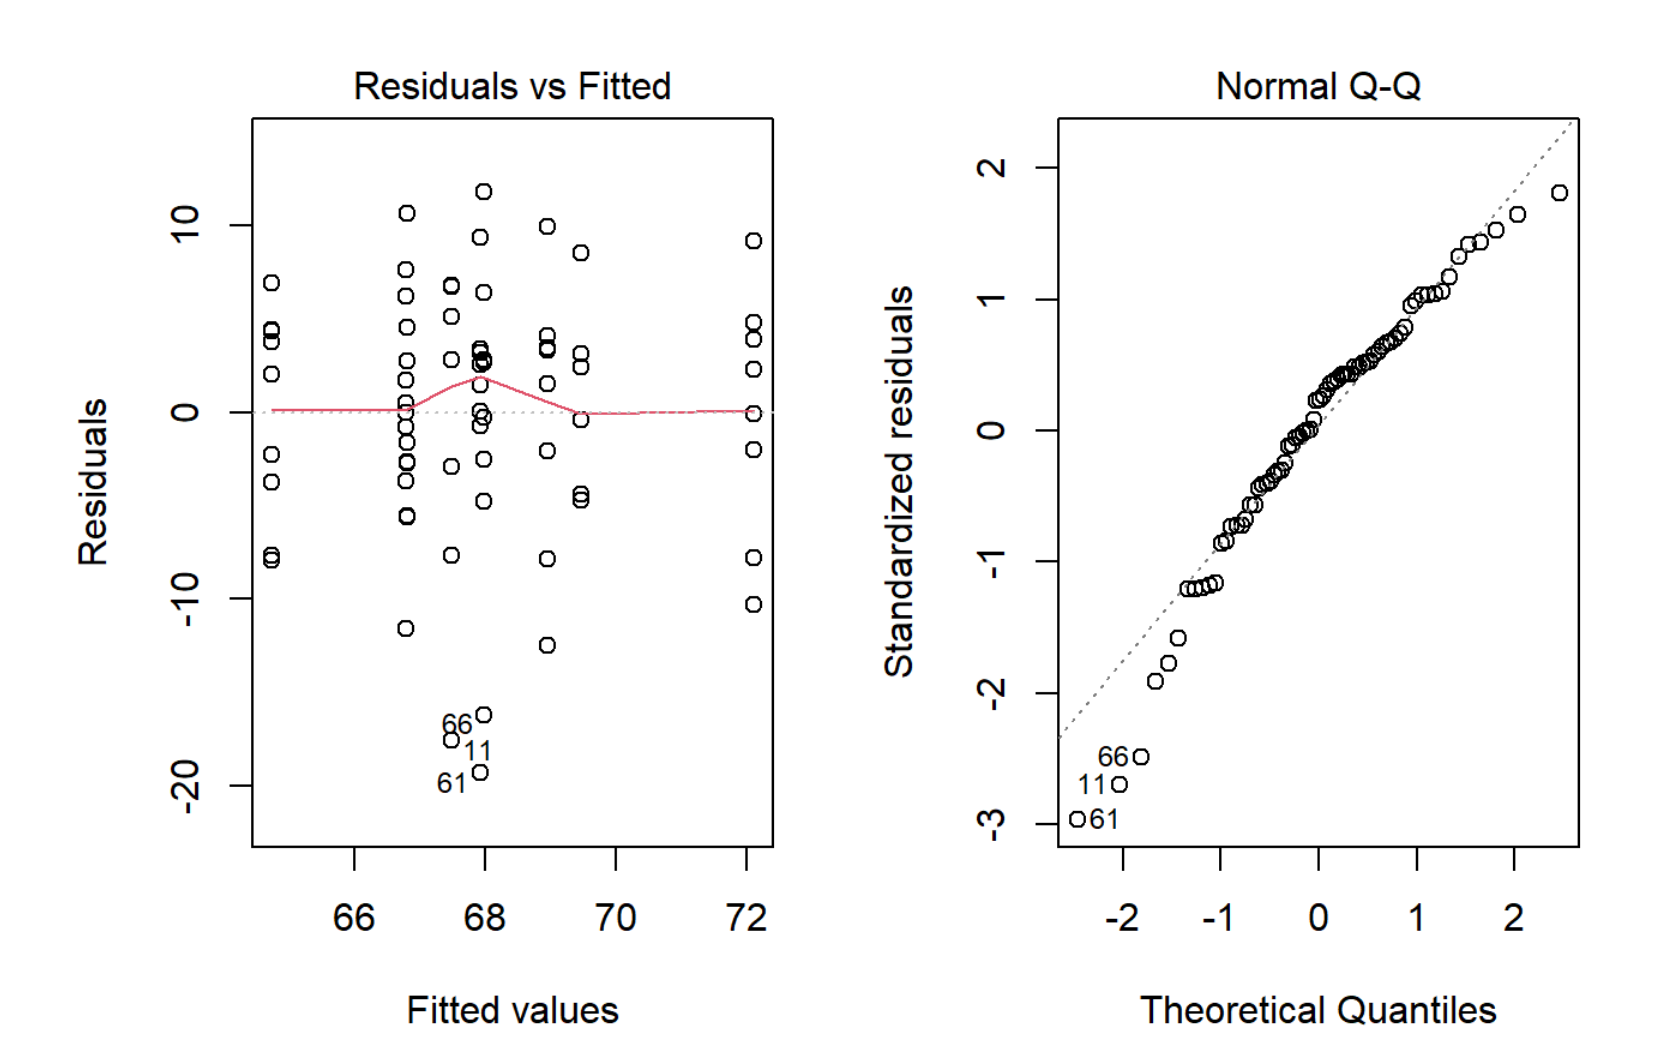 Residuals vs Fitted
Residuals
10
0
-10
-20
66
11
61
66 68 70 72
Fitted values
Normal Q-Q
Standardized residuals
2
1
0
-1
-2
-3
66
11
61
-2 -1 0 1 2
Theoretical Quantiles